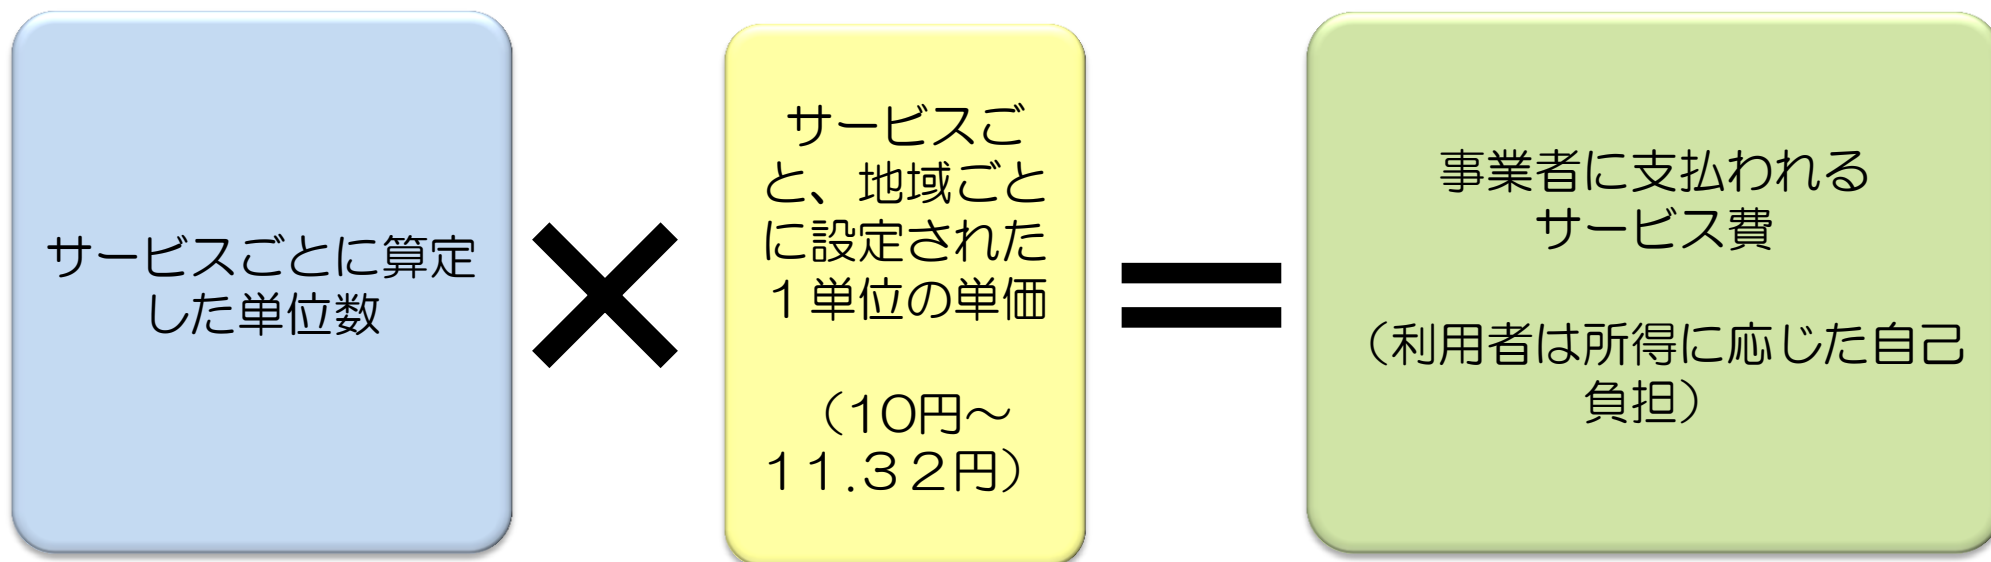 サービスごとに算定
した単位数
サービスご
と、地域ごと
に設定された
１単位の単価
（10円～
１１.３２円）
事業者に支払われる
サービス費
（利用者は所得に応じた自己
負担）